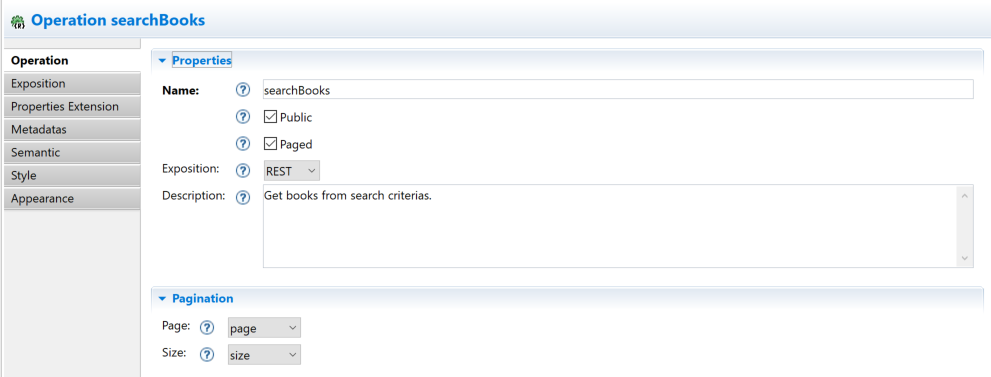 Operation searchBooks
Operation
Exposition
Properties Extension
Metadatas
Semantic
Style
Appearance
Properties
Name: ? searchBooks
? Public
? Paged
Exposition: ? REST
Description: ? Get books from search criterias.
Pagination
Page: ? page
Size: ? size